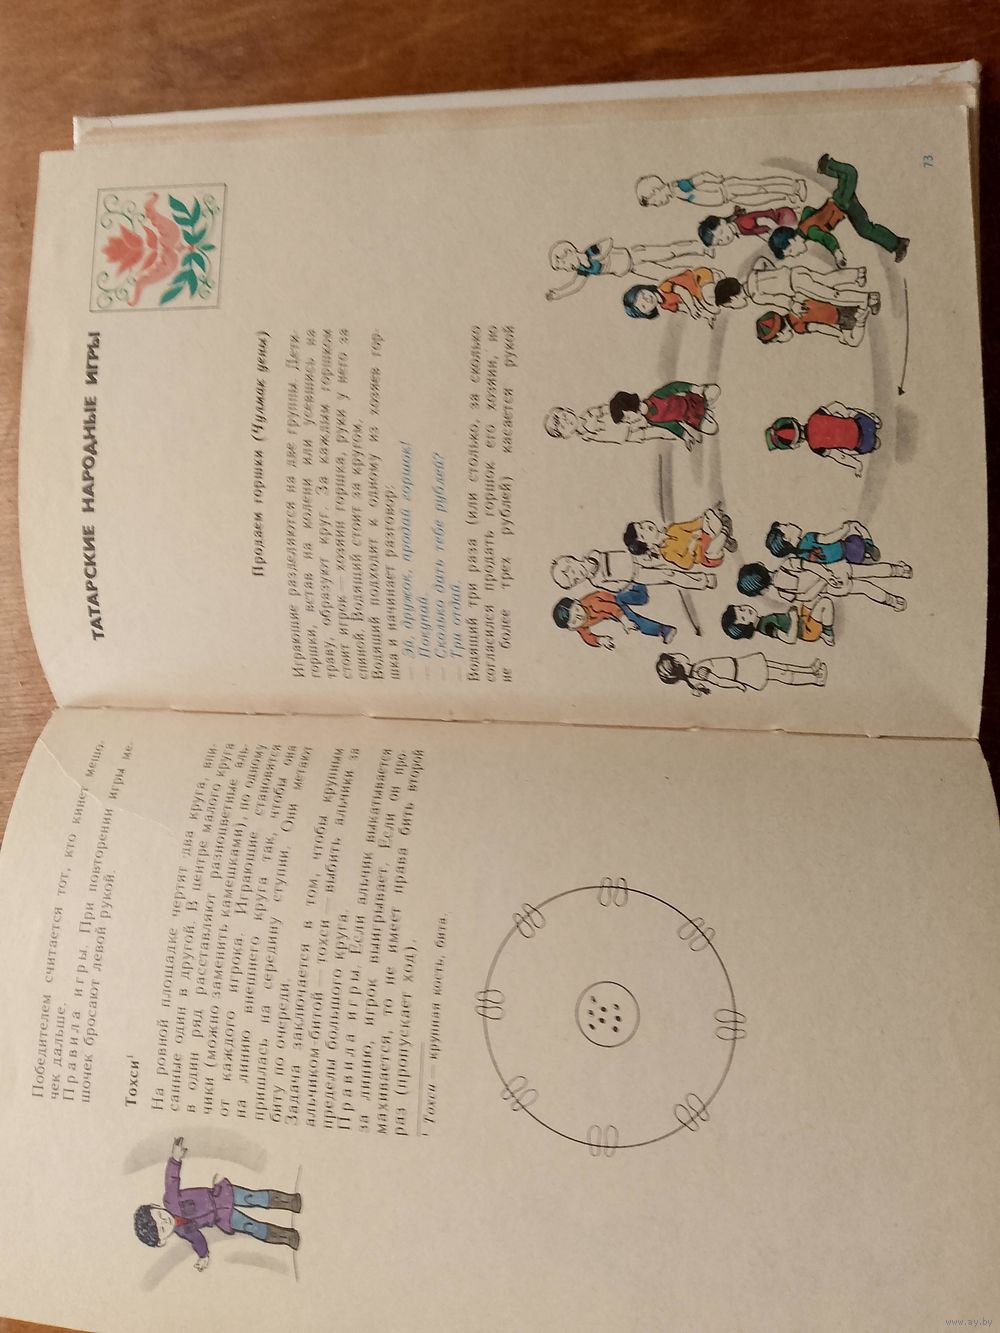 Победителем считается тот, кто кинет мешо-
чек дальше.
Правила игры. При повторении игры ме-
шочек бросают левой рукой.
Тохси¹
На ровной площадке чертят два круга, впи-
санные один в другой. В центре малого круга
в один ряд расставляют разноцветные аль-
чики (можно заменить камешками), по одному
от каждого игрока. Играющие становятся
на линию внешнего круга так, чтобы она
пришлась на середину ступни. Они метают
биту по очереди.
Задача заключается в том, чтобы крупным
альчиком-битой — тохси — выбить альчики за
пределы большого круга.
Правила игры. Если альчик выкатывается
за линию, игрок выигрывает. Если он про-
махивается, то не имеет права бить второй
раз (пропускает ход).
¹ Тохси — крупная кость, бита.
ТАТАРСКИЕ НАРОДНЫЕ ИГРЫ
Продаем горшки (Чулмак уены)
Играющие разделяются на две группы. Дети-
горшки, встав на колени или усевшись на
траву, образуют круг. За каждым горшком
стоит игрок — хозяин горшка, руки у него за
спиной. Водящий стоит за кругом.
Водящий подходит к одному из хозяев гор-
шка и начинает разговор:
— Эй, дружок, продай горшок!
— Покупай.
— Сколько дать тебе рублей?
— Три отдай.
Водящий три раза (или столько, за сколько
согласился продать горшок его хозяин, но
не более трех рублей) касается рукой
73
www.ay.by